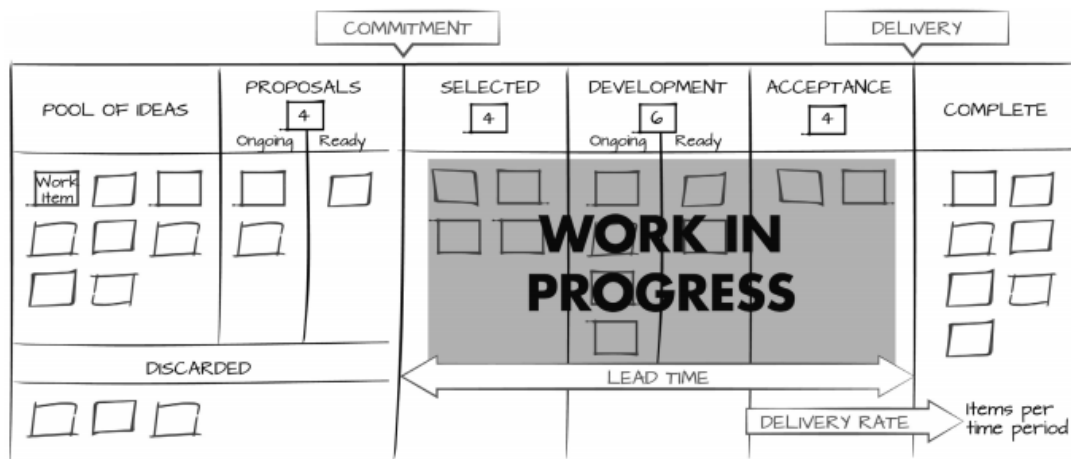 COMMITMENT
DELIVERY
POOL OF IDEAS
PROPOSALS
4
Ongoing Ready
SELECTED
4
DEVELOPMENT
6
Ongoing Ready
ACCEPTANCE
4
COMPLETE
Work
Item
WORK IN
PROGRESS
DISCARDED
LEAD TIME
DELIVERY RATE
Items per
time period